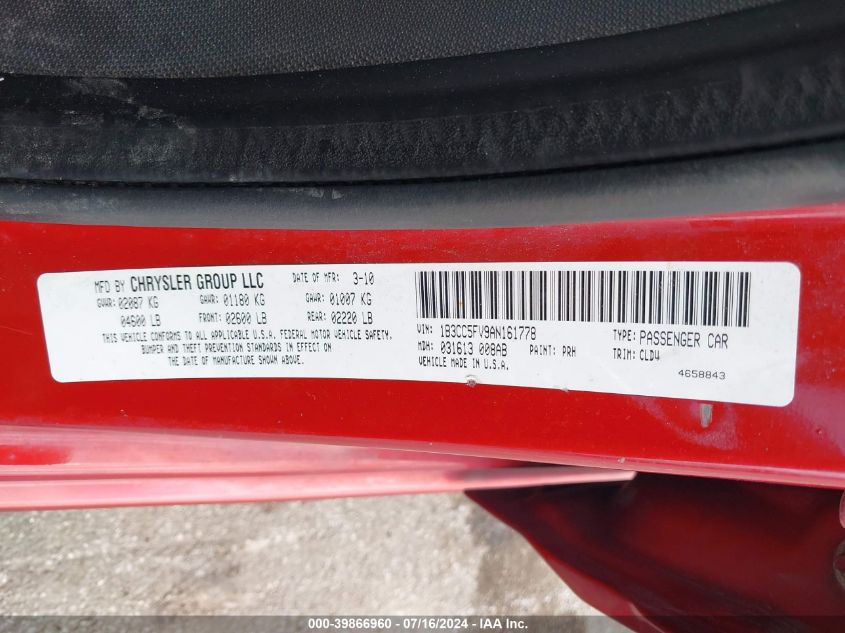 MFD BY CHRYSLER GROUP LLC DATE OF MFR: 3-10
GVWR: 02087 KG GAWR: 01180 KG GAWR: 01007 KG
04600 LB FRONT: 02600 LB REAR: 02220 LB
THIS VEHICLE CONFORMS TO ALL APPLICABLE U.S.A. FEDERAL MOTOR VEHICLE SAFETY,
BUMPER AND THEFT PREVENTION STANDARDS IN EFFECT ON
THE DATE OF MANUFACTURE SHOWN ABOVE.
VIN: 1B3CC5FV9AN161778 TYPE: PASSENGER CAR
MDH: 031613 008AB PAINT: PRH TRIM: CLDW
VEHICLE MADE IN U.S.A.
4658843
000-39866960 - 07/16/2024 - IAAI.COM